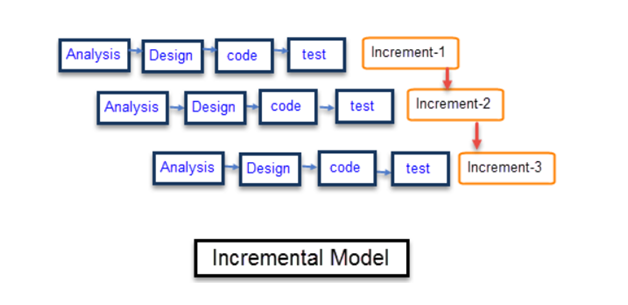 Analysis Design code test Increment-1
Analysis Design code test Increment-2
Analysis Design code test Increment-3
Incremental Model